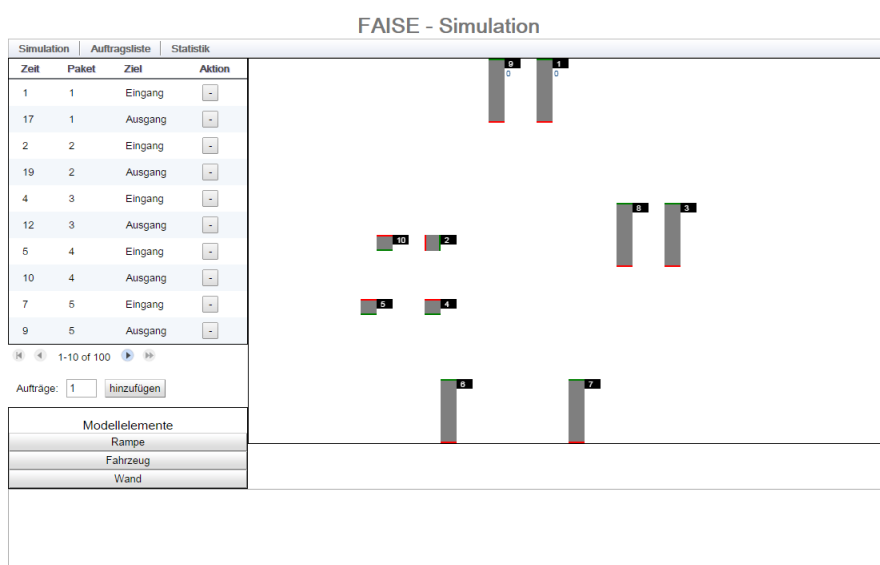 FAISE - Simulation
Simulation Auftragsliste Statistik
Zeit Paket Ziel Aktion
1 1 Eingang -
17 1 Ausgang -
2 2 Eingang -
19 2 Ausgang -
4 3 Eingang -
12 3 Ausgang -
5 4 Eingang -
10 4 Ausgang -
7 5 Eingang -
9 5 Ausgang -
1-10 of 100
Aufträge: 1 hinzufügen
Modellelemente
Rampe
Fahrzeug
Wand
9 1
0 0
8 3
10 2
5 4
6 7